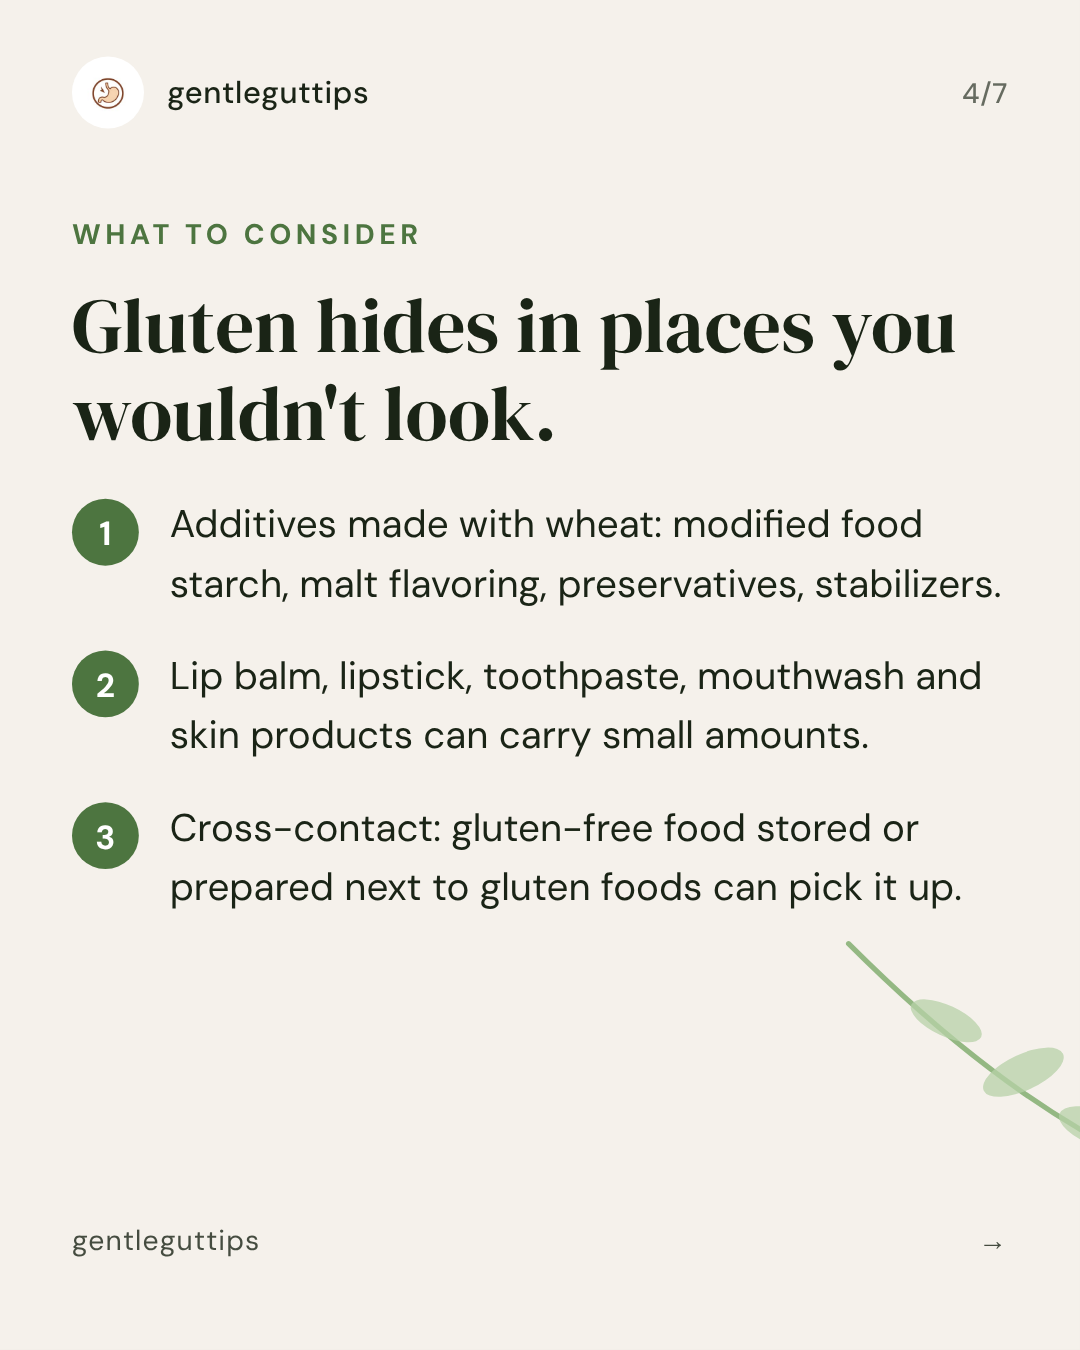 gentleguttips
4/7
WHAT TO CONSIDER
Gluten hides in places you
wouldn't look.
1
Additives made with wheat: modified food
starch, malt flavoring, preservatives, stabilizers.
2
Lip balm, lipstick, toothpaste, mouthwash and
skin products can carry small amounts.
3
Cross-contact: gluten-free food stored or
prepared next to gluten foods can pick it up.
gentleguttips
→